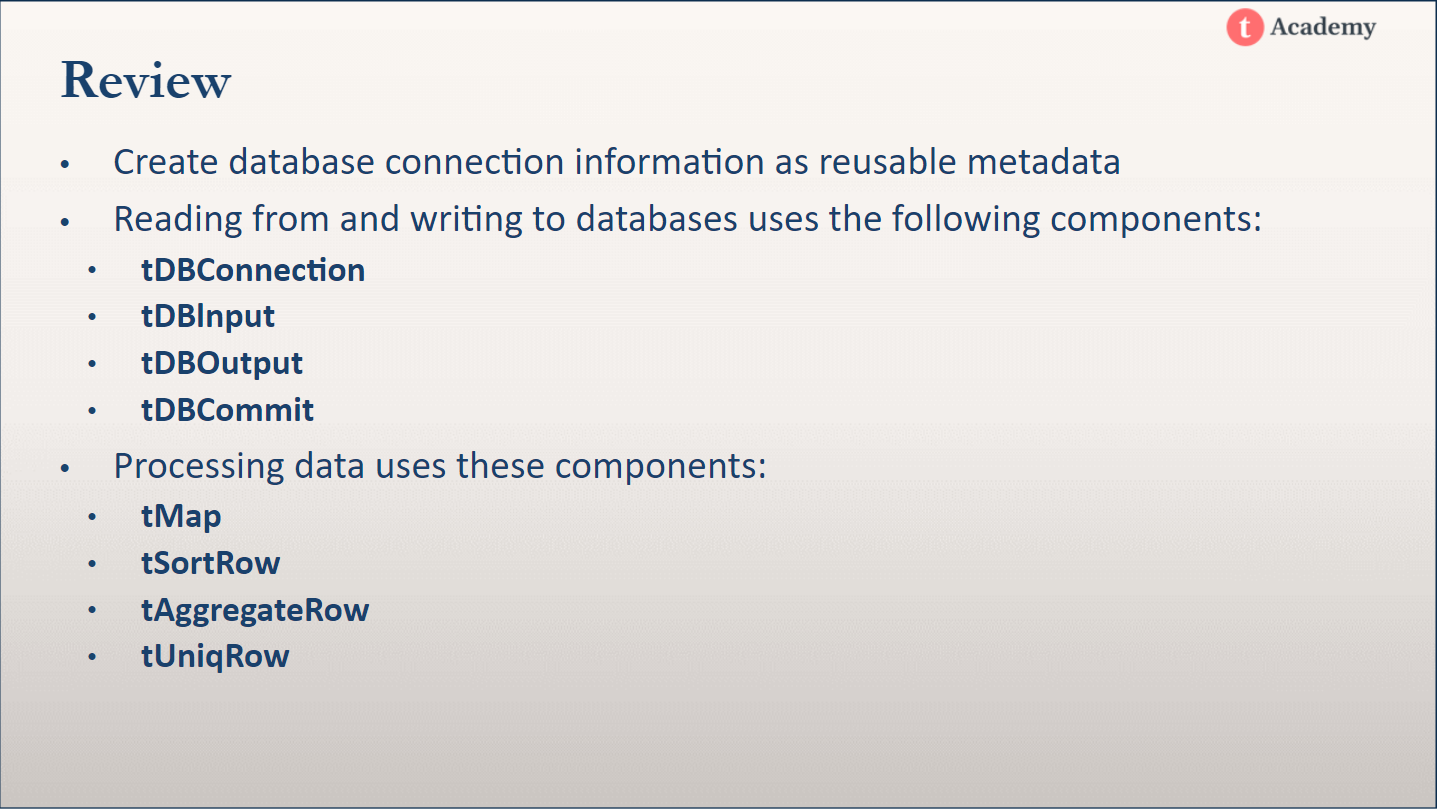 t Academy
Review
• Create database connection information as reusable metadata
• Reading from and writing to databases uses the following components:
• tDBConnection
• tDBInput
• tDBOutput
• tDBCommit
• Processing data uses these components:
• tMap
• tSortRow
• tAggregateRow
• tUniqRow